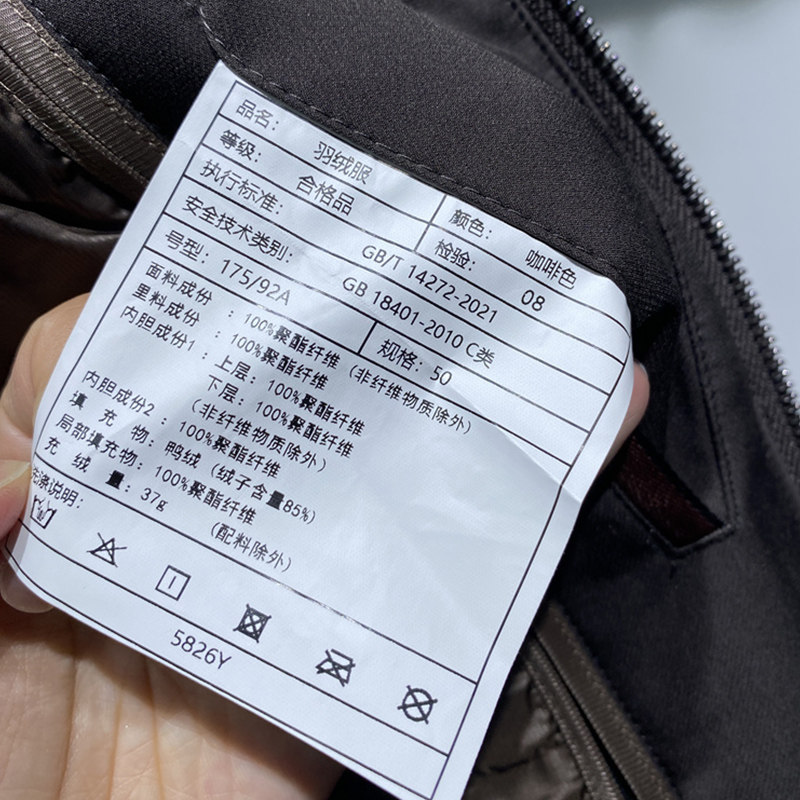 品名： 羽绒服
等级： 合格品 颜色： 咖啡色
执行标准： GB/T 14272-2021 检验： 08
安全技术类别： GB 18401-2010 C类
号型：175/92A 规格：50
面料成份 ：100%聚酯纤维 (非纤维物质除外)
里料成份 ：100%聚酯纤维
内胆成份1：上层：100%聚酯纤维
下层：100%聚酯纤维
(非纤维物质除外)
内胆成份2：100%聚酯纤维
填 充 物：鸭绒 (绒子含量85%)
局部填充物：100%聚酯纤维
充 绒 量：37g (配料除外)
洗涤说明：
5826Y